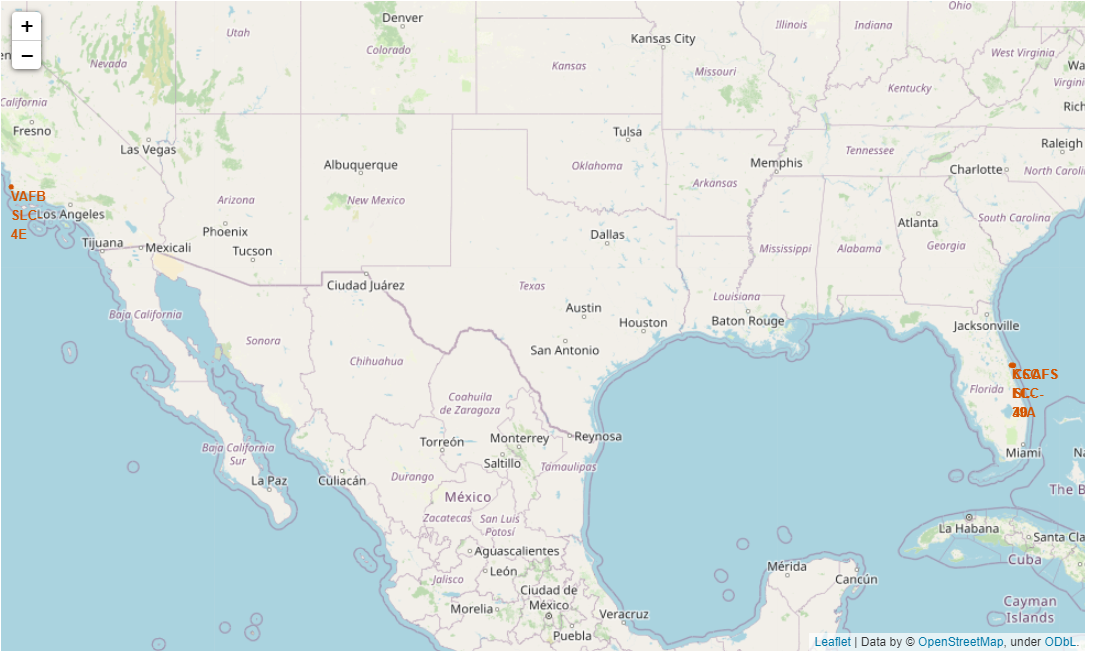 Ohio
Denver
Utah
Illinois
Indiana
+
Kansas City
West Virginia
Colorado
−
Nevada
Kansas
Missouri
Wa
Kentucky
Virgini
California
Rich
Fresno
Tulsa
Las Vegas
Raleigh
Tennessee
Albuquerque
Memphis
Oklahoma
Charlotte
North Caroli
Arkansas
VAFB
SLC-
4E
Arizona
New Mexico
Los Angeles
South Carolina
Atlanta
Phoenix
Dallas
Tijuana
Mexicali
Tucson
Mississippi
Alabama
Georgia
Ciudad Juárez
Texas
Louisiana
Baja California
Austin
Houston
Baton Rouge
Jacksonville
Sonora
San Antonio
Chihuahua
Florida
Coahuila
de Zaragoza
Torreón
Monterrey
Reynosa
Baja California
Sur
Saltillo
Tamaulipas
Miami
Na
La Paz
Culiacán
Durango
México
The B
Zacatecas
San Luis
Potosí
La Habana
Santa Cla
Aguascalientes
Cuba
León
Mérida
Cancún
Jalisco
Ciudad de
México
Cayman
Islands
Morelia
Veracruz
Puebla
Leaflet | Data by © OpenStreetMap, under ODbL.